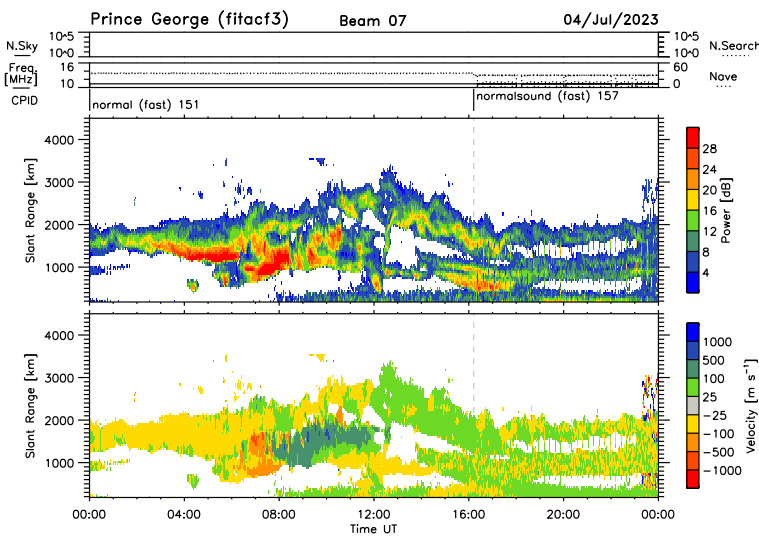 Prince George (fitacf3) Beam 07 04/Jul/2023
10^5 10^5
N.Sky N.Search
10^0 10^0
16 60
Freq Nave
[MHz]
10 0
CPID normal (fast) 151 normalsound (fast) 157
Slant Range [km]
4000
3000
2000
1000
Power [dB]
28
24
20
16
12
8
4
Slant Range [km]
4000
3000
2000
1000
Velocity [m s⁻¹]
1000
500
100
25
−25
−100
−500
−1000
00:00 04:00 08:00 12:00 16:00 20:00 00:00
Time UT